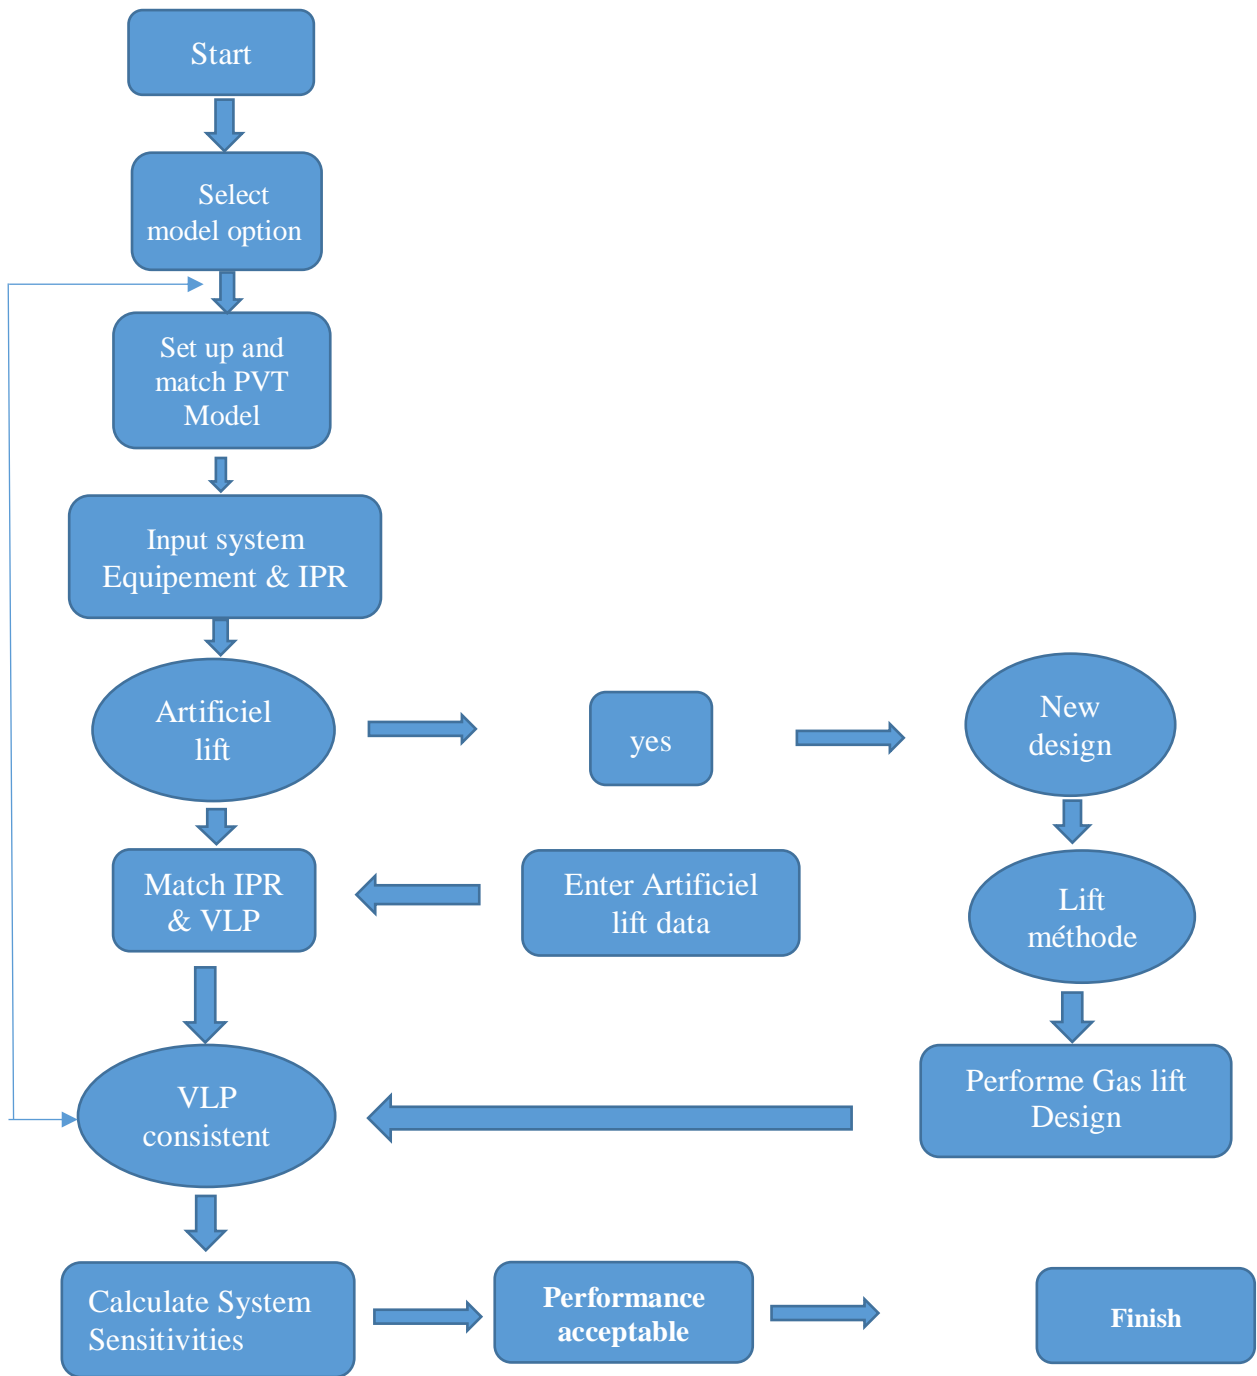 Start
Select
model option
Set up and
match PVT
Model
Input system
Equipement & IPR
Artificiel
lift
yes
New
design
Match IPR
& VLP
Enter Artificiel
lift data
Lift
méthode
VLP
consistent
Performe Gas lift
Design
Calculate System
Sensitivities
Performance
acceptable
Finish